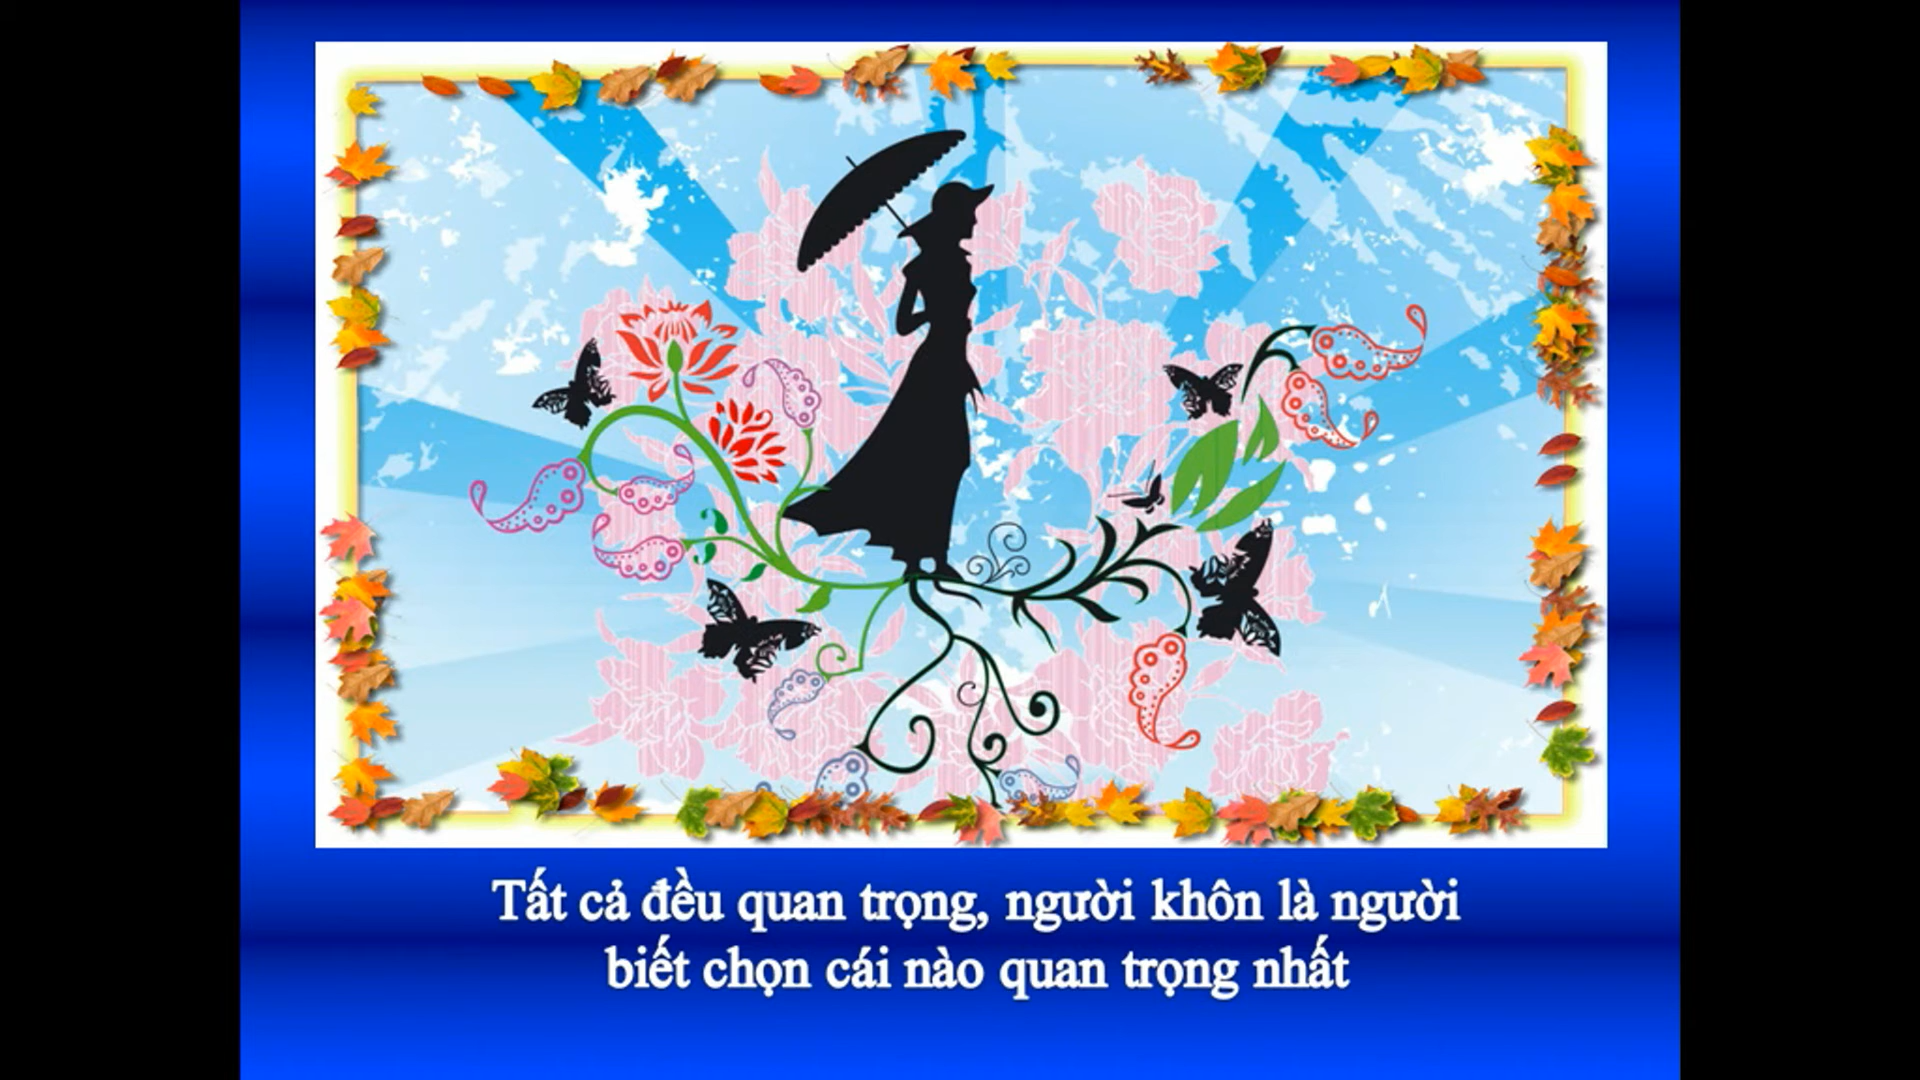 Tất cả đều quan trọng, người khôn là người
biết chọn cái nào quan trọng nhất